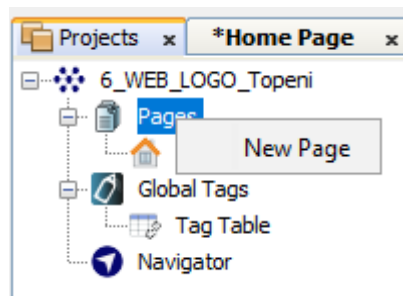 Projects x *Home Page x
6_WEB_LOGO_Topeni
Pages
New Page
Global Tags
Tag Table
Navigator